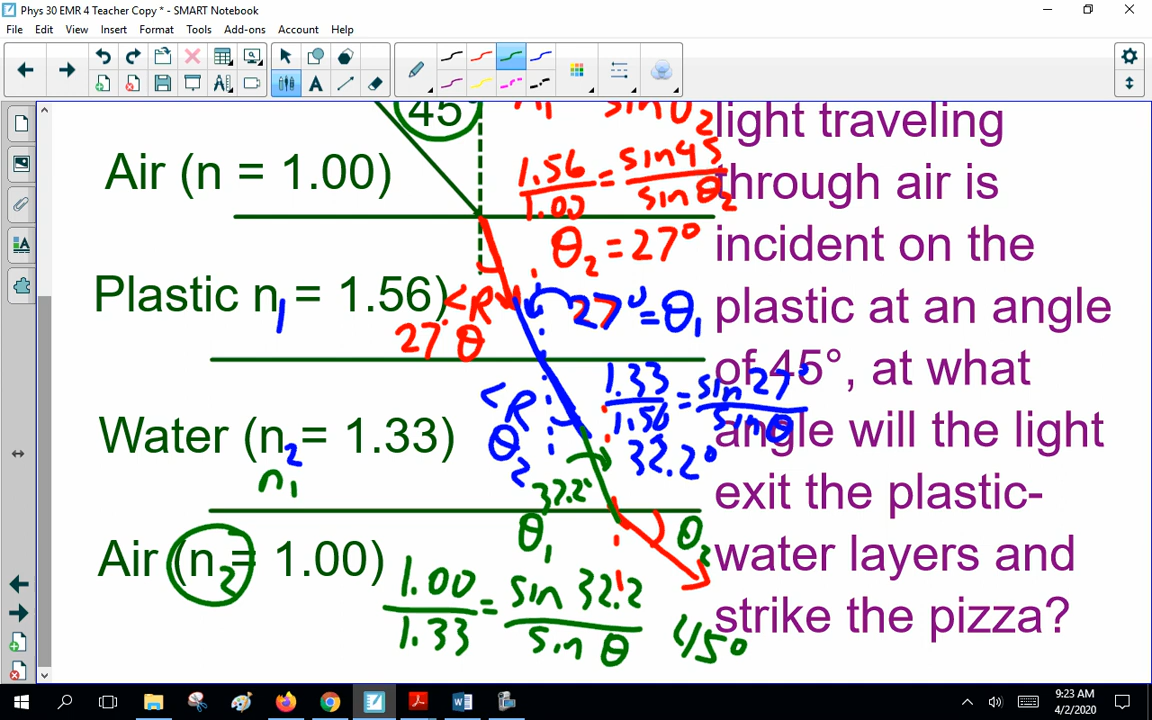 Phys 30 EMR 4 Teacher Copy * - SMART Notebook
File Edit View Insert Format Tools Add-ons Account Help
45°
n1 sinθ2
light traveling
Air (n = 1.00)
1.56/1.00 = sin45/sinθ2
through air is
θ2 = 27°
incident on the
Plastic n1 = 1.56)
<R
27° = θ1
plastic at an angle
27 θ
of 45°, at what
<R
1.33/1.56 = sin27°/sinθ
Water (n2 = 1.33)
θ2
32.2°
angle will the light
n1
32.2°
exit the plastic-
θ1
θ2
Air (n2 = 1.00)
water layers and
1.00/1.33 = sin 32.2/sin θ
45°
strike the pizza?
9:23 AM
4/2/2020